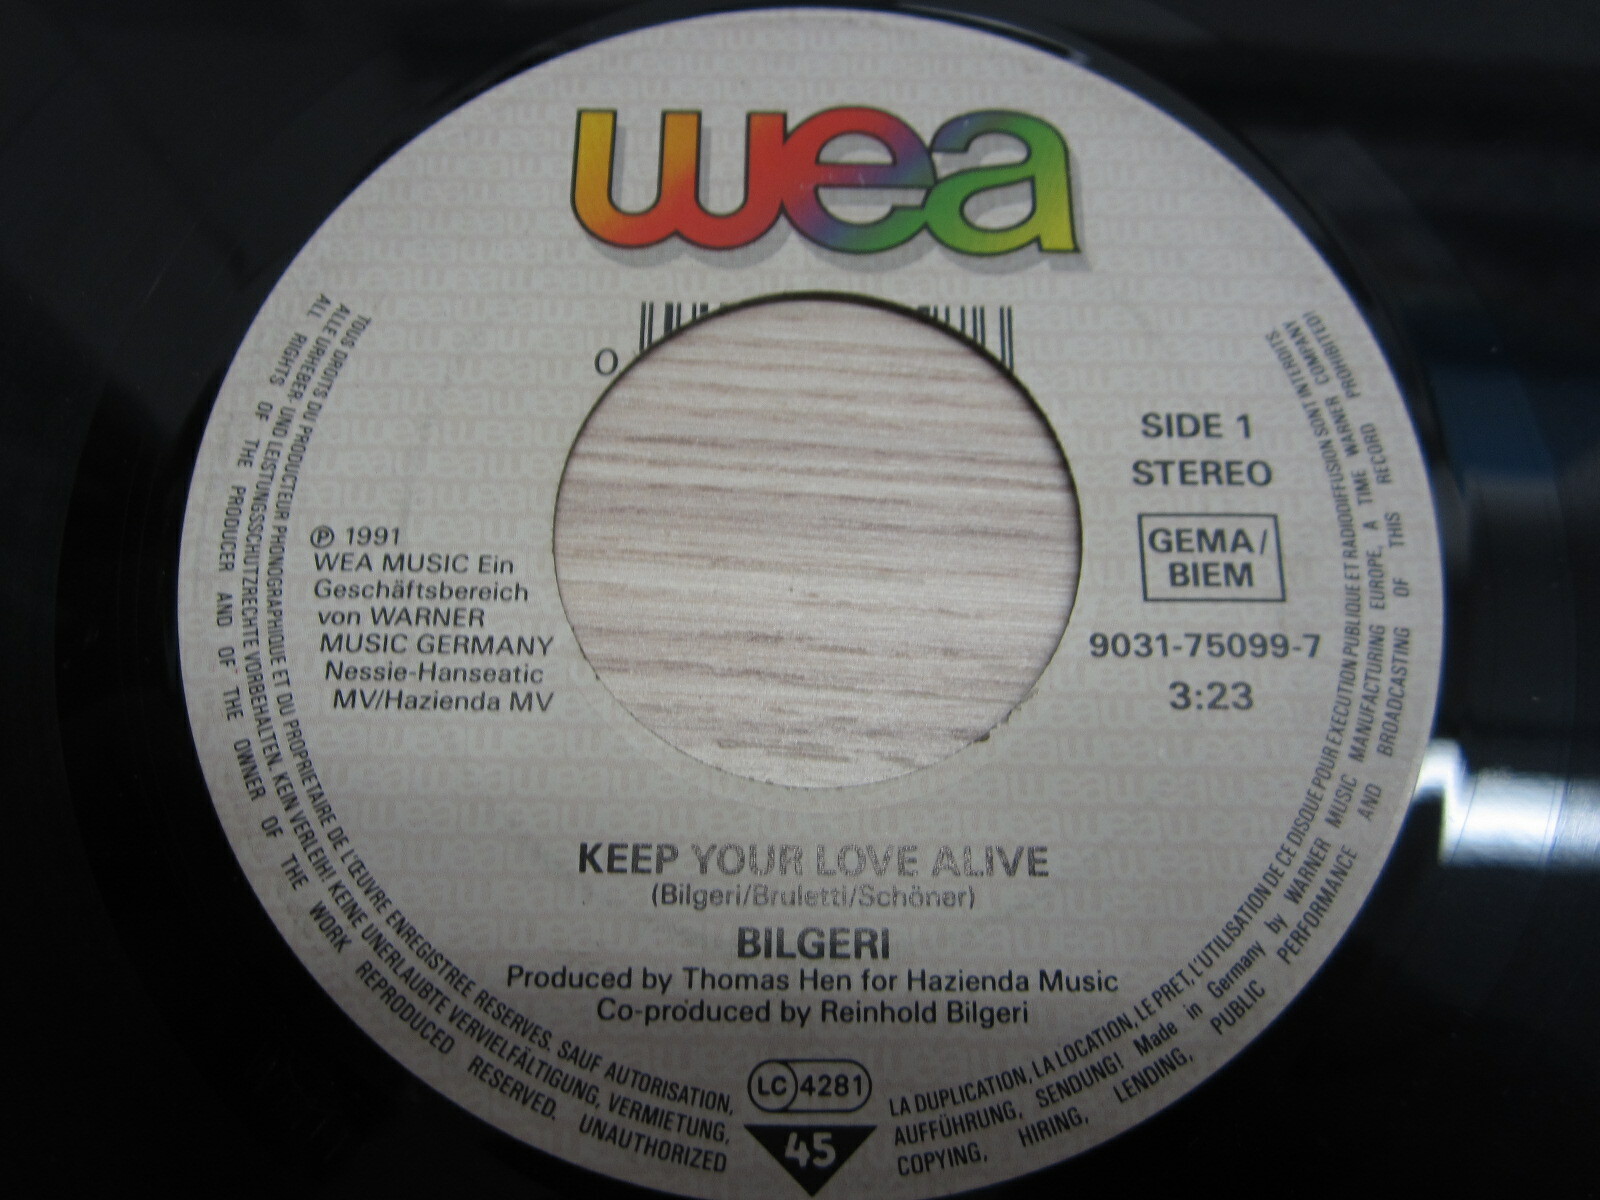 wea
0
SIDE 1
STEREO
GEMA/
BIEM
9031-75099-7
3:23
℗ 1991
WEA MUSIC Ein
Geschäftsbereich
von WARNER
MUSIC GERMANY
Nessie-Hanseatic
MV/Hazienda MV
KEEP YOUR LOVE ALIVE
(Bilgeri/Bruletti/Schöner)
BILGERI
Produced by Thomas Hen for Hazienda Music
Co-produced by Reinhold Bilgeri
LC 4281
45
TOUS DROITS DU PRODUCTEUR PHONOGRAPHIQUE ET DU PROPRIETAIRE DE L'ŒUVRE ENREGISTREE RESERVES. SAUF AUTORISATION, LA DUPLICATION, LA LOCATION, LE PRET, L'UTILISATION DE CE DISQUE POUR EXECUTION PUBLIQUE ET RADIODIFFUSION SONT INTERDITS.
ALLE URHEBER- UND LEISTUNGSSCHUTZRECHTE VORBEHALTEN. KEIN VERLEIH! KEINE UNERLAUBTE VERVIELFÄLTIGUNG, VERMIETUNG, AUFFÜHRUNG, SENDUNG! Made in Germany by WARNER MUSIC MANUFACTURING EUROPE, A TIME WARNER COMPANY
ALL RIGHTS OF THE PRODUCER AND OF THE OWNER OF THE WORK REPRODUCED RESERVED. UNAUTHORIZED COPYING, HIRING, LENDING, PUBLIC PERFORMANCE AND BROADCASTING OF THIS RECORD PROHIBITED!